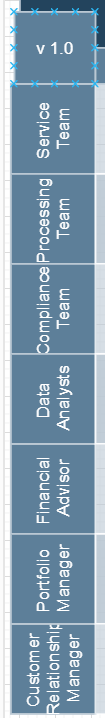 v 1.0
Service
Team
Processing
Team
Compliance
Team
Data
Analysts
Financial
Advisor
Portfolio
Manager
Customer
Relationship
Manager